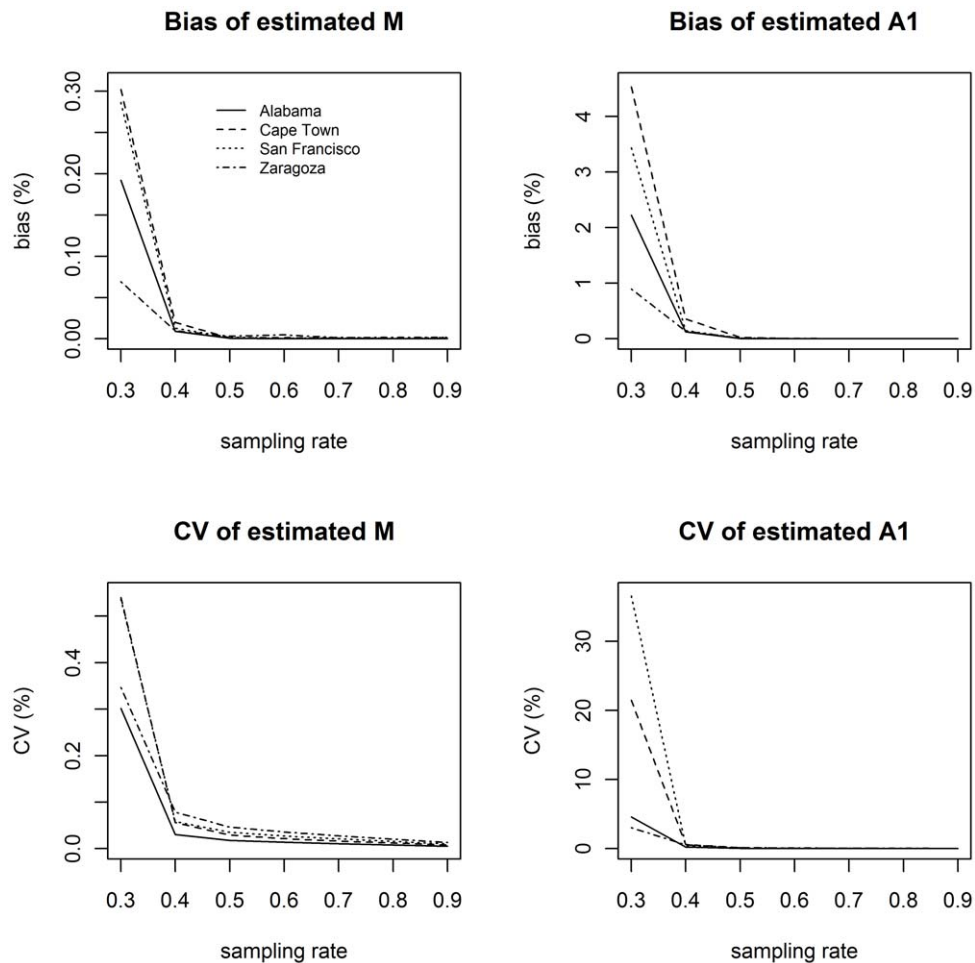 Bias of estimated M
0.30
0.20
0.10
0.00
bias (%)
Alabama
Cape Town
San Francisco
Zaragoza
0.3 0.4 0.5 0.6 0.7 0.8 0.9
sampling rate
Bias of estimated A1
4
3
2
1
0
bias (%)
0.3 0.4 0.5 0.6 0.7 0.8 0.9
sampling rate
CV of estimated M
0.4
0.2
0.0
CV (%)
0.3 0.4 0.5 0.6 0.7 0.8 0.9
sampling rate
CV of estimated A1
30
20
10
0
CV (%)
0.3 0.4 0.5 0.6 0.7 0.8 0.9
sampling rate